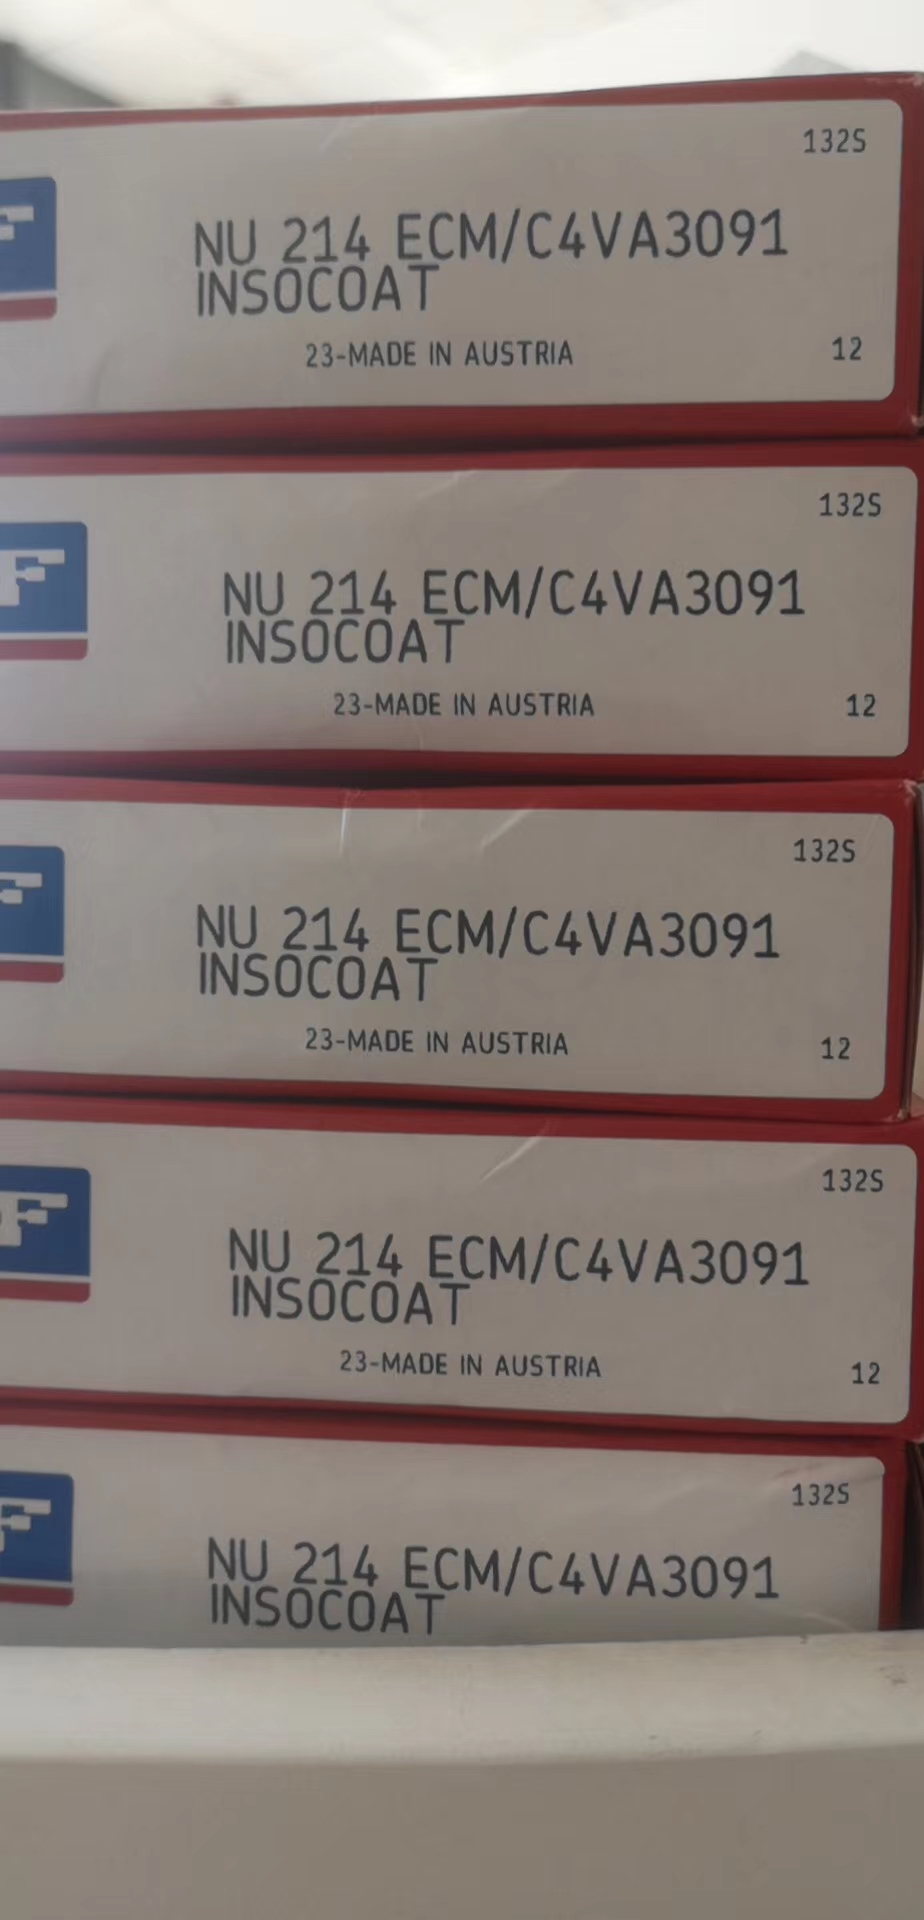 132S
F
NU 214 ECM/C4VA3091
INSOCOAT
23-MADE IN AUSTRIA
12
132S
F
NU 214 ECM/C4VA3091
INSOCOAT
23-MADE IN AUSTRIA
12
132S
F
NU 214 ECM/C4VA3091
INSOCOAT
23-MADE IN AUSTRIA
12
132S
F
NU 214 ECM/C4VA3091
INSOCOAT
23-MADE IN AUSTRIA
12
132S
F
NU 214 ECM/C4VA3091
INSOCOAT